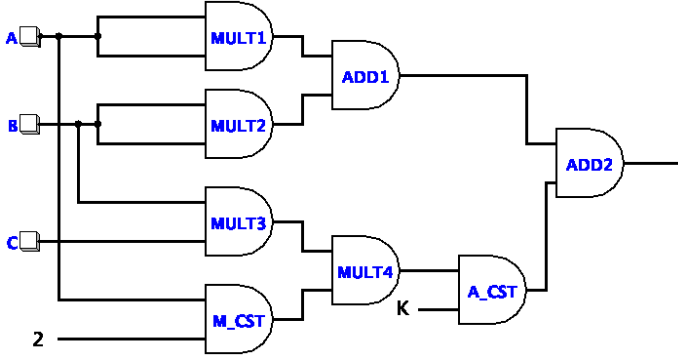 A
MULT1
ADD1
B
MULT2
ADD2
MULT3
C
MULT4
A_CST
K
M_CST
2